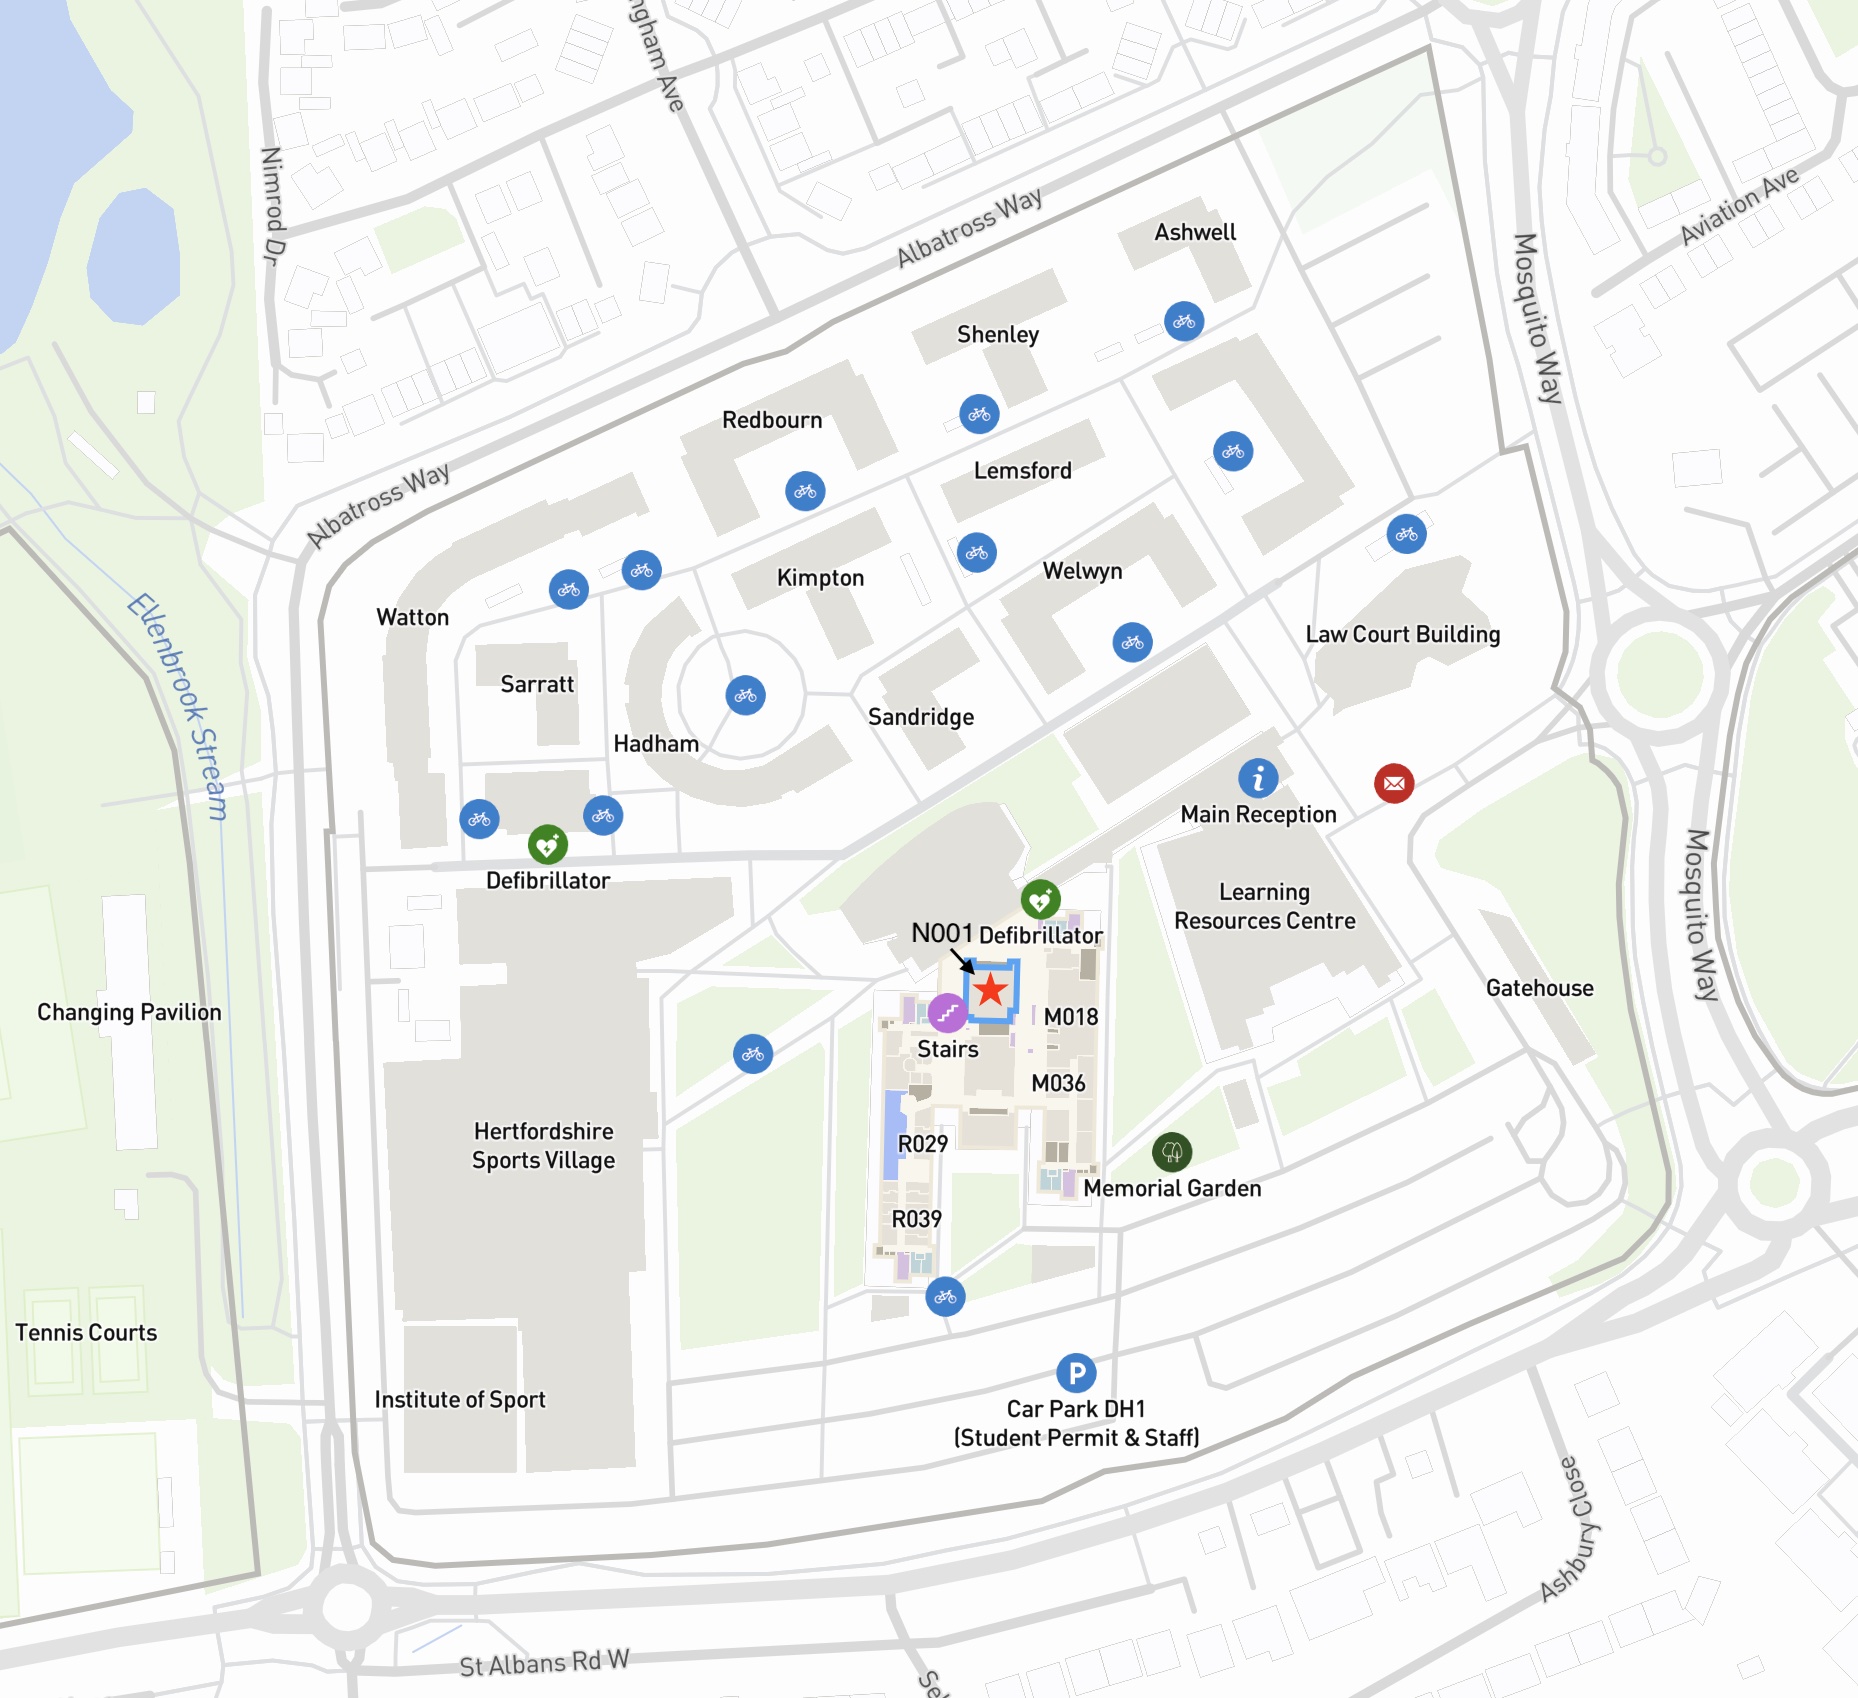 ngham Ave
Nimrod Dr
Albatross Way
Ashwell
Aviation Ave
Mosquito Way
Shenley
Redbourn
Lemsford
Albatross Way
Welwyn
Kimpton
Watton
Law Court Building
Ellenbrook Stream
Sarratt
Sandridge
Hadham
i
Main Reception
Defibrillator
Learning
Resources Centre
Mosquito Way
N001
Defibrillator
Gatehouse
Changing Pavilion
M018
Stairs
M036
Hertfordshire
Sports Village
R029
Memorial Garden
R039
Tennis Courts
P
Institute of Sport
Car Park DH1
(Student Permit & Staff)
Ashbury Close
St Albans Rd W
Sel